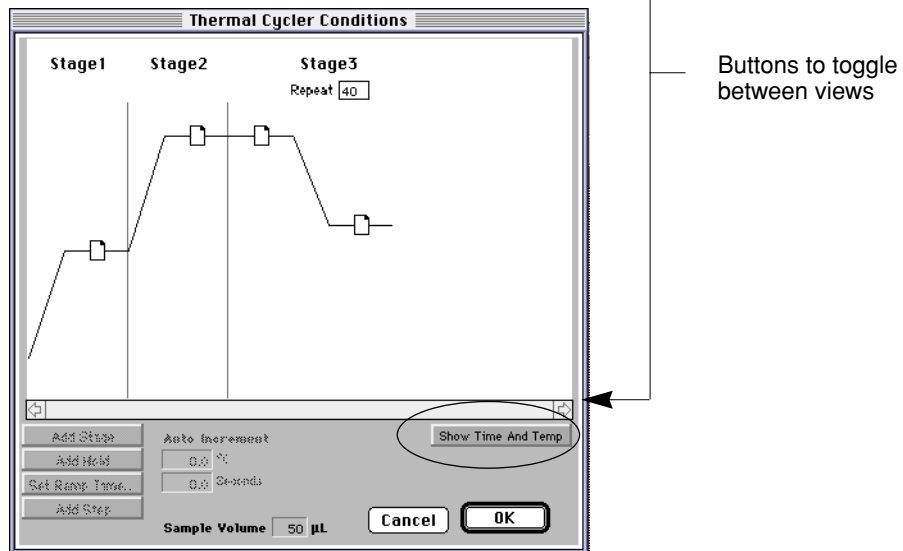 Thermal Cycler Conditions
Stage1 Stage2 Stage3
Repeat 40
Buttons to toggle
between views
Add Stage
Add Hold
Set Ramp Time..
Add Step
Auto Increment
0.0 °C
0.0 Seconds
Show Time And Temp
Sample Volume 50 µL
Cancel
OK